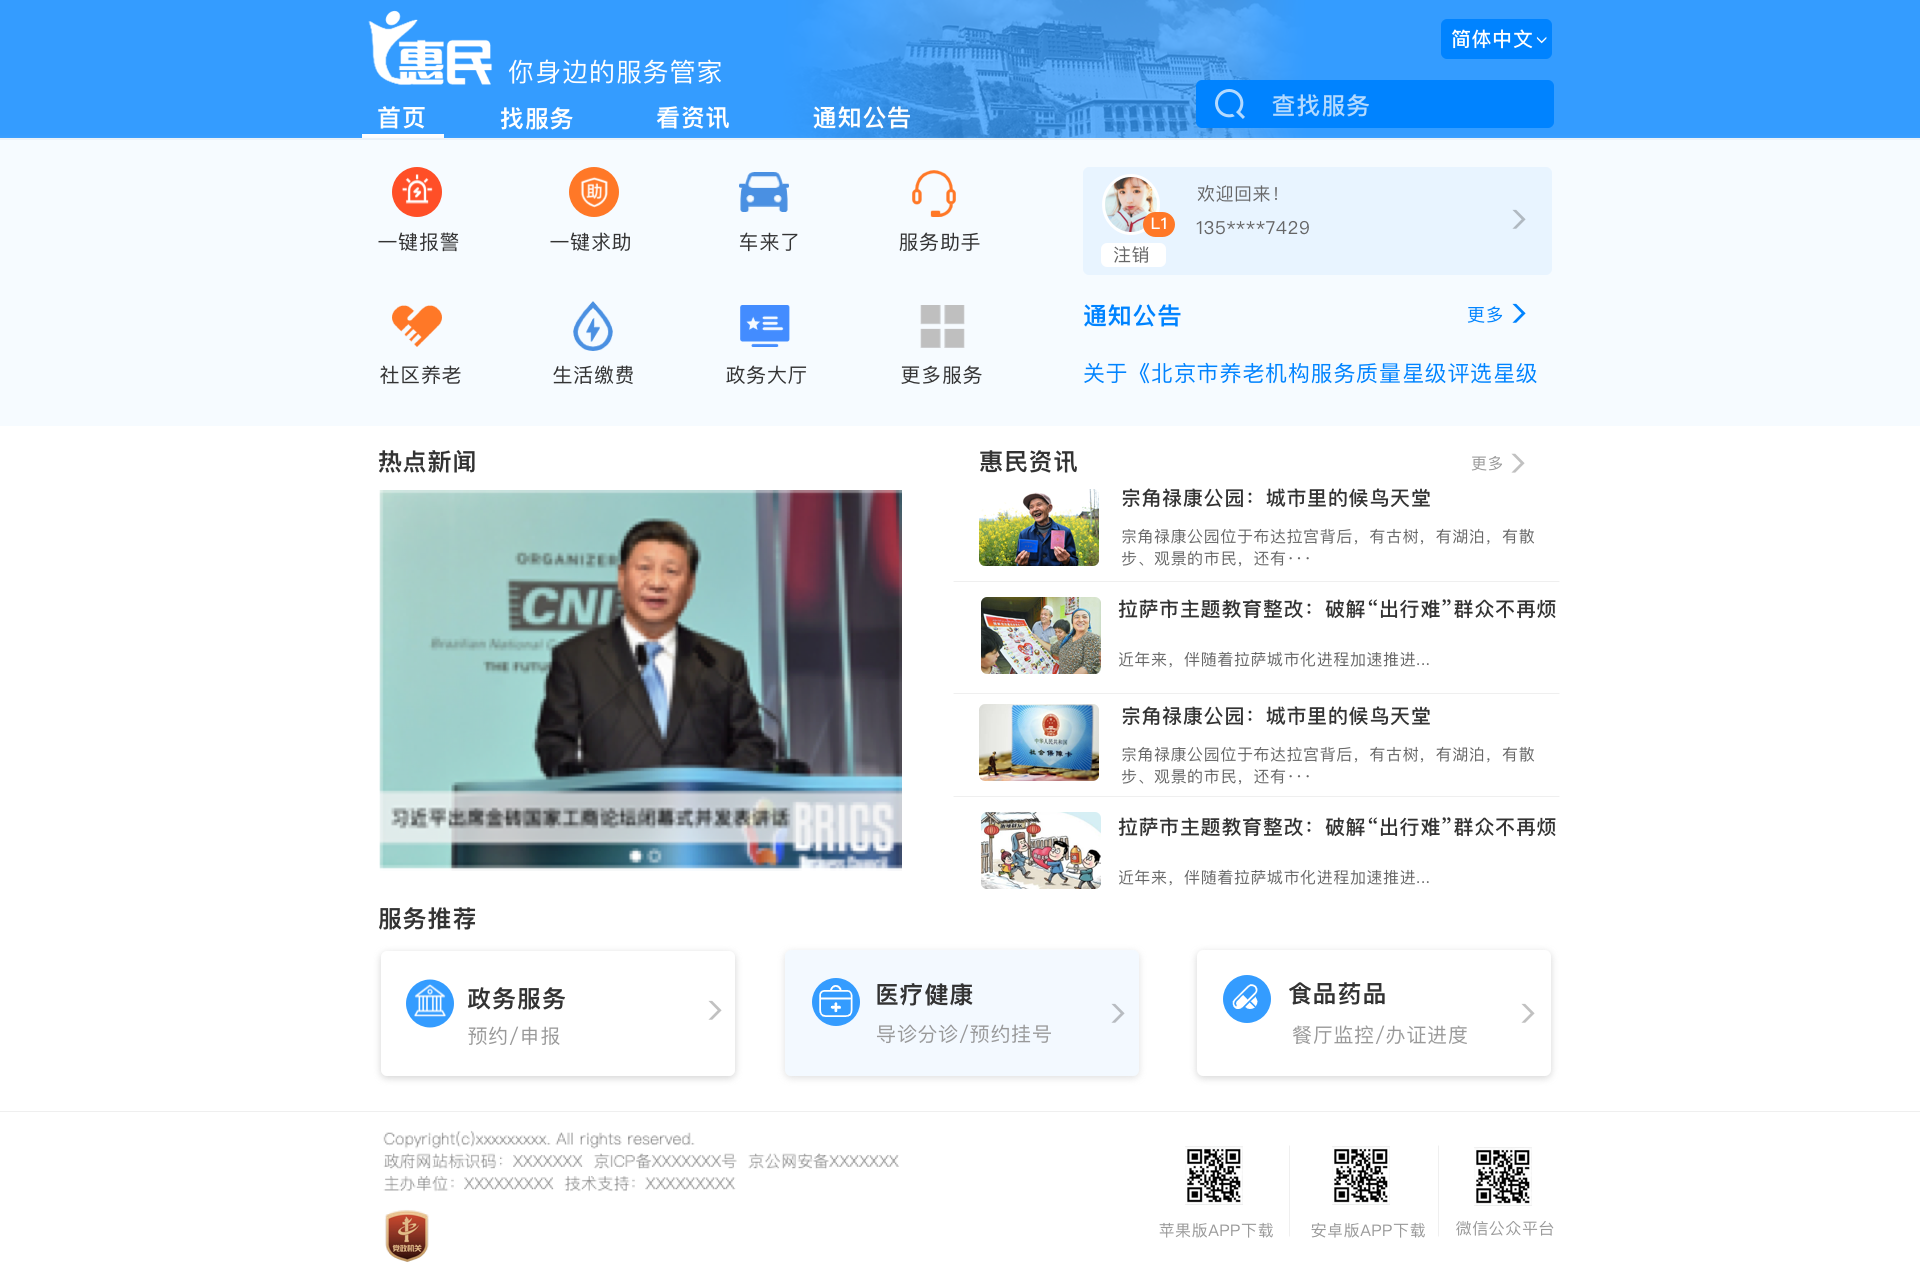 惠民
你身边的服务管家
简体中文
查找服务
首页
找服务
看资讯
通知公告
一键报警
助
一键求助
车来了
服务助手
社区养老
生活缴费
政务大厅
更多服务
欢迎回来！
135****7429
L1
注销
通知公告
更多
关于《北京市养老机构服务质量星级评选星级
热点新闻
ORGANIZER
CNI
Brazilian National
THE FUTU
习近平出席金砖国家工商论坛闭幕式并发表讲话
BRICS
Business Council
惠民资讯
更多
宗角禄康公园：城市里的候鸟天堂
宗角禄康公园位于布达拉宫背后，有古树，有湖泊，有散
步、观景的市民，还有···
拉萨市主题教育整改：破解“出行难”群众不再烦
近年来，伴随着拉萨城市化进程加速推进...
宗角禄康公园：城市里的候鸟天堂
中华人民共和国
社会保障卡
宗角禄康公园位于布达拉宫背后，有古树，有湖泊，有散
步、观景的市民，还有···
拉萨市主题教育整改：破解“出行难”群众不再烦
近年来，伴随着拉萨城市化进程加速推进...
服务推荐
政务服务
预约/申报
医疗健康
导诊分诊/预约挂号
食品药品
餐厅监控/办证进度
Copyright(c)xxxxxxxxx. All rights reserved.
政府网站标识码：XXXXXXX 京ICP备XXXXXXX号 京公网安备XXXXXXX
主办单位：XXXXXXXXX 技术支持：XXXXXXXXX
党政机关
苹果版APP下载
安卓版APP下载
微信公众平台